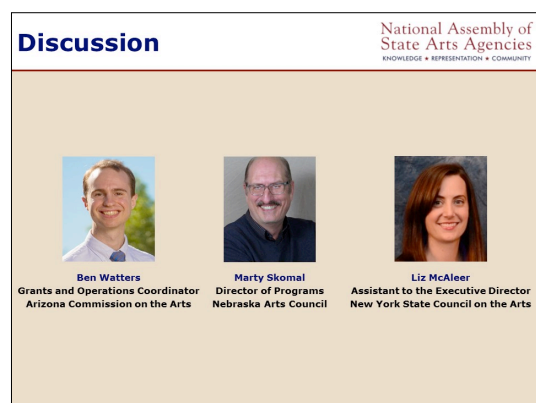 Discussion
National Assembly of
State Arts Agencies
KNOWLEDGE ★ REPRESENTATION ★ COMMUNITY
Ben Watters
Grants and Operations Coordinator
Arizona Commission on the Arts
Marty Skomal
Director of Programs
Nebraska Arts Council
Liz McAleer
Assistant to the Executive Director
New York State Council on the Arts